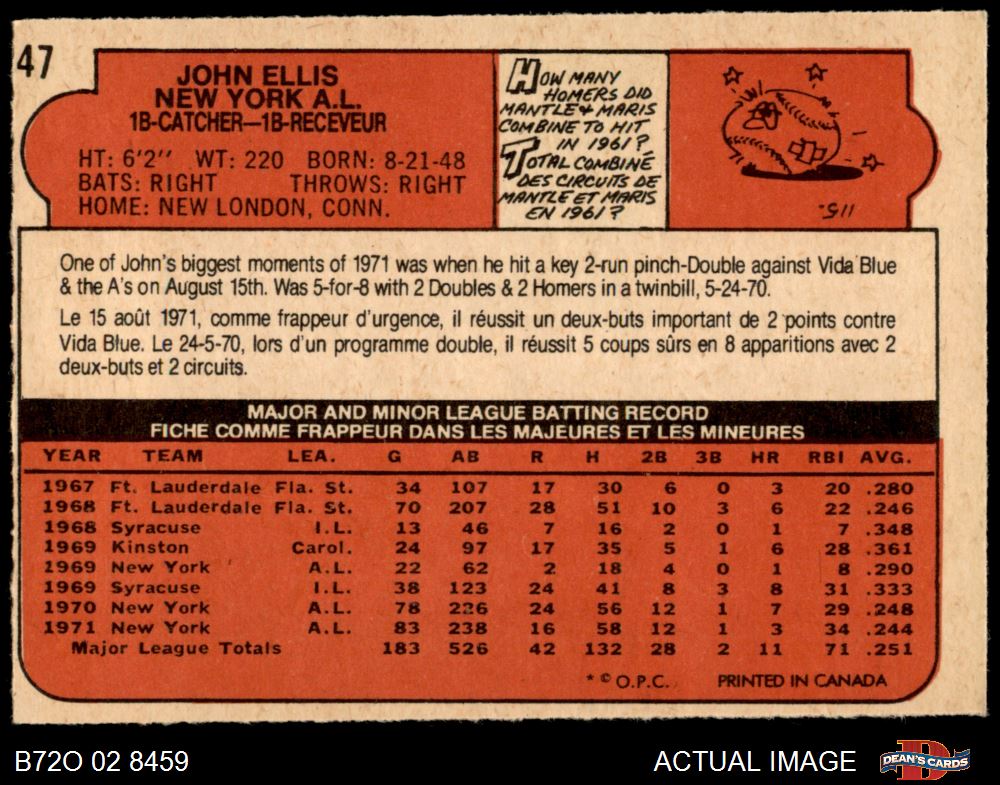 47
JOHN ELLIS
NEW YORK A.L.
1B-CATCHER—1B-RECEVEUR
HT: 6'2'' WT: 220 BORN: 8-21-48
BATS: RIGHT THROWS: RIGHT
HOME: NEW LONDON, CONN.
HOW MANY
HOMERS DID
MANTLE & MARIS
COMBINE TO HIT
IN 1961?
TOTAL COMBINÉ
DES CIRCUITS DE
MANTLE ET MARIS
EN 1961?
115.
One of John's biggest moments of 1971 was when he hit a key 2-run pinch-Double against Vida Blue
& the A's on August 15th. Was 5-for-8 with 2 Doubles & 2 Homers in a twinbill, 5-24-70.
Le 15 août 1971, comme frappeur d'urgence, il réussit un deux-buts important de 2 points contre
Vida Blue. Le 24-5-70, lors d'un programme double, il réussit 5 coups sûrs en 8 apparitions avec 2
deux-buts et 2 circuits.
MAJOR AND MINOR LEAGUE BATTING RECORD
FICHE COMME FRAPPEUR DANS LES MAJEURES ET LES MINEURES
YEAR TEAM LEA. G AB R H 2B 3B HR RBI AVG.
1967 Ft. Lauderdale Fla. St. 34 107 17 30 6 0 3 20 .280
1968 Ft. Lauderdale Fla. St. 70 207 28 51 10 3 6 22 .246
1968 Syracuse I.L. 13 46 7 16 2 0 1 7 .348
1969 Kinston Carol. 24 97 17 35 5 1 6 28 .361
1969 New York A.L. 22 62 2 18 4 0 1 8 .290
1969 Syracuse I.L. 38 123 24 41 8 3 8 31 .333
1970 New York A.L. 78 226 24 56 12 1 7 29 .248
1971 New York A.L. 83 238 16 58 12 1 3 34 .244
Major League Totals 183 526 42 132 28 2 11 71 .251
* © O.P.C. PRINTED IN CANADA
B72O 02 8459
ACTUAL IMAGE
D
DEAN'S CARDS